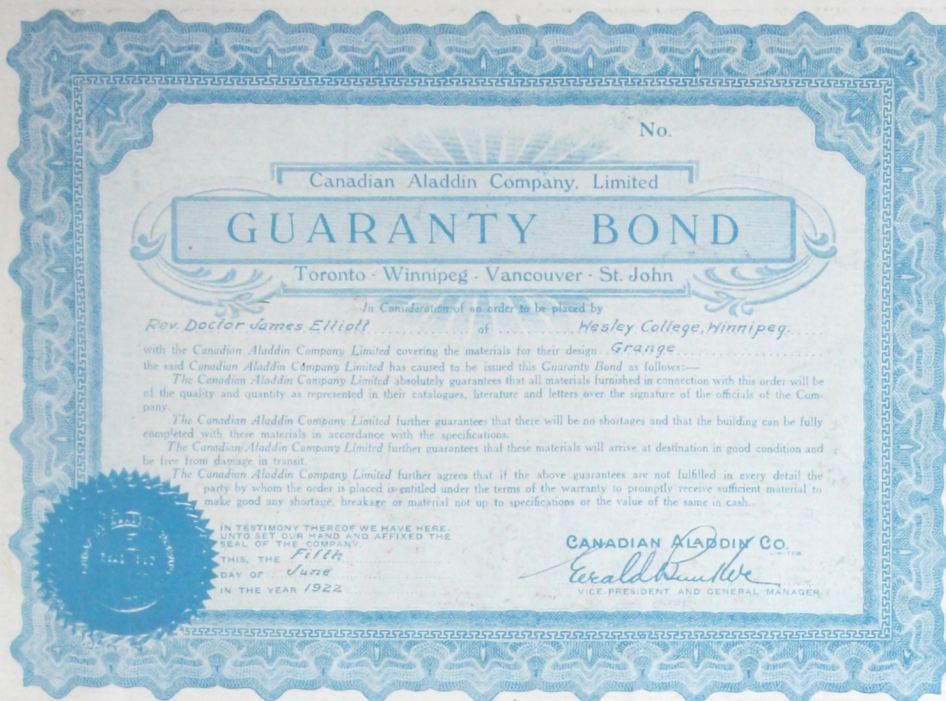 No.
Canadian Aladdin Company, Limited
GUARANTY BOND
Toronto - Winnipeg - Vancouver - St. John
In Consideration of an order to be placed by
Rev. Doctor James Elliott of Wesley College, Winnipeg.
with the Canadian Aladdin Company Limited covering the materials for their design Grange
the said Canadian Aladdin Company Limited has caused to be issued this Guaranty Bond as follows:—
The Canadian Aladdin Company Limited absolutely guarantees that all materials furnished in connection with this order will be
of the quality and quantity as represented in their catalogues, literature and letters over the signature of the officials of the Com-
pany.
The Canadian Aladdin Company Limited further guarantees that there will be no shortages and that the building can be fully
completed with these materials in accordance with the specifications.
The Canadian Aladdin Company Limited further guarantees that these materials will arrive at destination in good condition and
be free from damage in transit.
The Canadian Aladdin Company Limited further agrees that if the above guarantees are not fulfilled in every detail the
party by whom the order is placed is entitled under the terms of the warranty to promptly receive sufficient material to
make good any shortage, breakage or material not up to specifications or the value of the same in cash.
IN TESTIMONY THEREOF WE HAVE HERE-
UNTO SET OUR HAND AND AFFIXED THE
SEAL OF THE COMPANY.
THIS, THE Fifth
DAY OF June
IN THE YEAR 1922
CANADIAN ALADDIN CO.
LIMITED
VICE-PRESIDENT AND GENERAL MANAGER